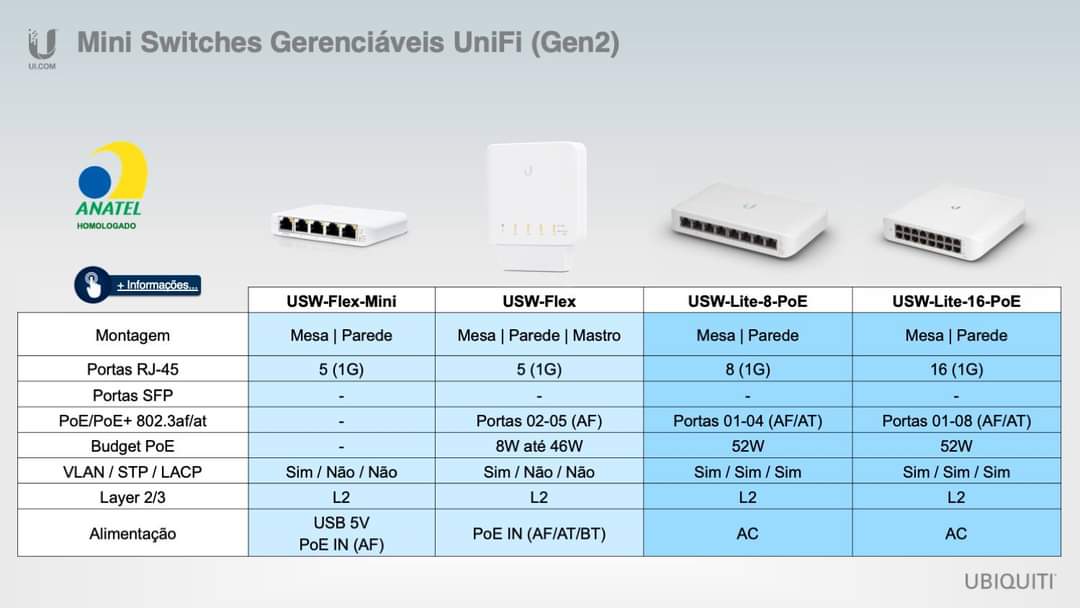 UI.COM
Mini Switches Gerenciáveis UniFi (Gen2)
ANATEL
HOMOLOGADO
+ Informações...
USW-Flex-Mini USW-Flex USW-Lite-8-PoE USW-Lite-16-PoE
Montagem Mesa | Parede Mesa | Parede | Mastro Mesa | Parede Mesa | Parede
Portas RJ-45 5 (1G) 5 (1G) 8 (1G) 16 (1G)
Portas SFP - - - -
PoE/PoE+ 802.3af/at - Portas 02-05 (AF) Portas 01-04 (AF/AT) Portas 01-08 (AF/AT)
Budget PoE - 8W até 46W 52W 52W
VLAN / STP / LACP Sim / Não / Não Sim / Não / Não Sim / Sim / Sim Sim / Sim / Sim
Layer 2/3 L2 L2 L2 L2
Alimentação USB 5V PoE IN (AF) PoE IN (AF/AT/BT) AC AC
UBIQUITI